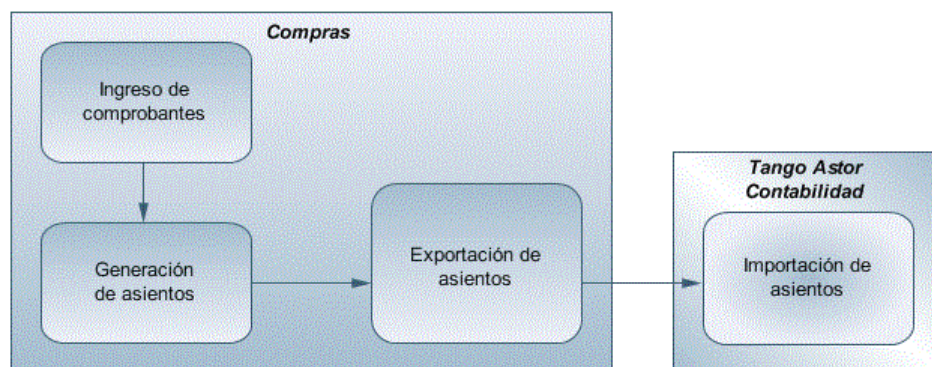 Compras
Ingreso de
comprobantes
Generación
de asientos
Exportación de
asientos
Tango Astor
Contabilidad
Importación de
asientos